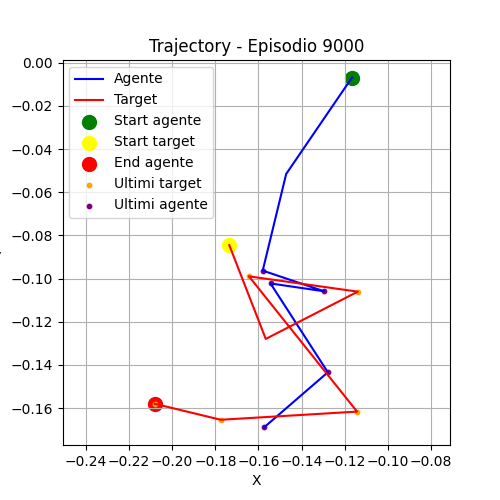 Trajectory - Episodio 9000
Agente
Target
Start agente
Start target
End agente
Ultimi target
Ultimi agente
0.00
−0.02
−0.04
−0.06
−0.08
−0.10
−0.12
−0.14
−0.16
−0.24 −0.22 −0.20 −0.18 −0.16 −0.14 −0.12 −0.10 −0.08
X